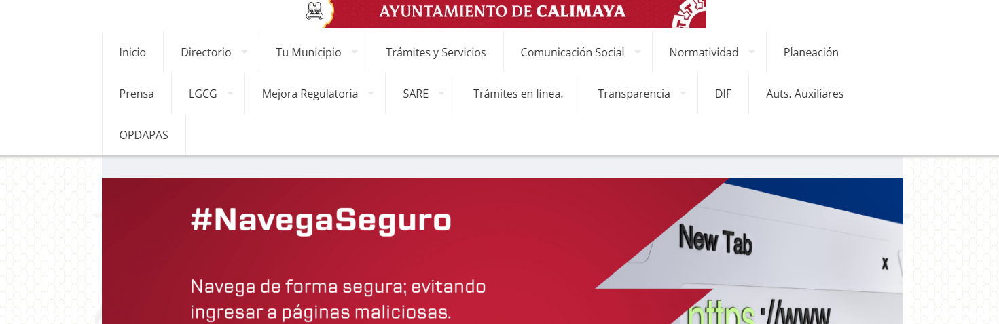 AYUNTAMIENTO DE CALIMAYA
Inicio Directorio Tu Municipio Trámites y Servicios Comunicación Social Normatividad Planeación
Prensa LGCG Mejora Regulatoria SARE Trámites en línea. Transparencia DIF Auts. Auxiliares
OPDAPAS
#NavegaSeguro
New Tab x
Navega de forma segura; evitando
ingresar a páginas maliciosas.
https://www